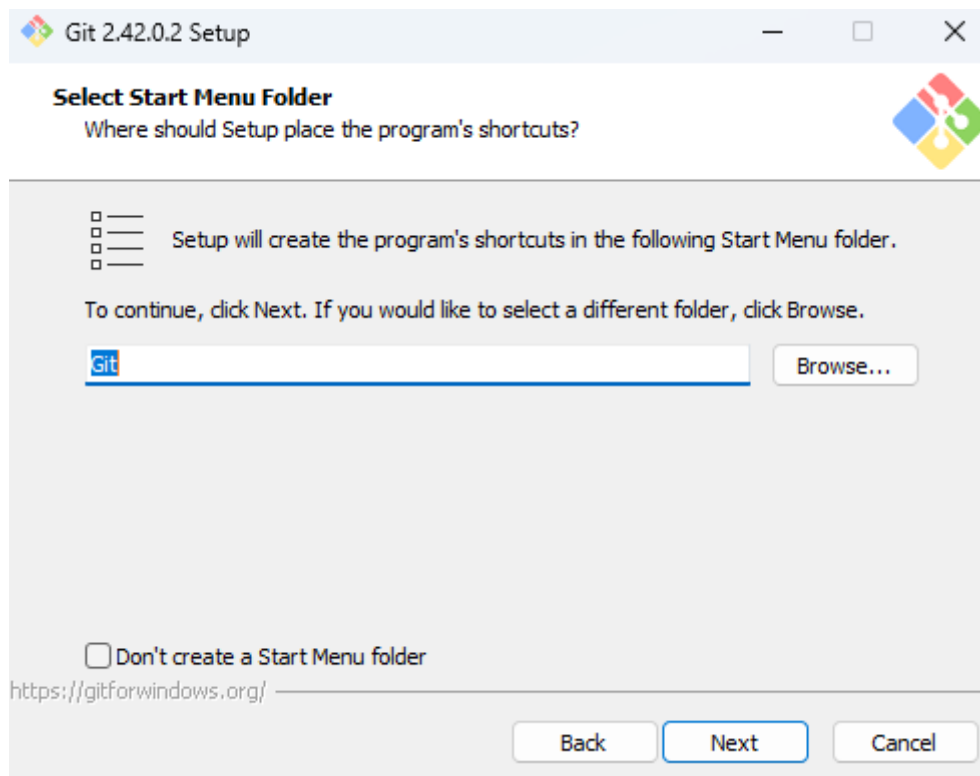 Git 2.42.0.2 Setup
Select Start Menu Folder
Where should Setup place the program's shortcuts?
Setup will create the program's shortcuts in the following Start Menu folder.
To continue, click Next. If you would like to select a different folder, click Browse.
Git
Browse...
Don't create a Start Menu folder
https://gitforwindows.org/
Back Next Cancel